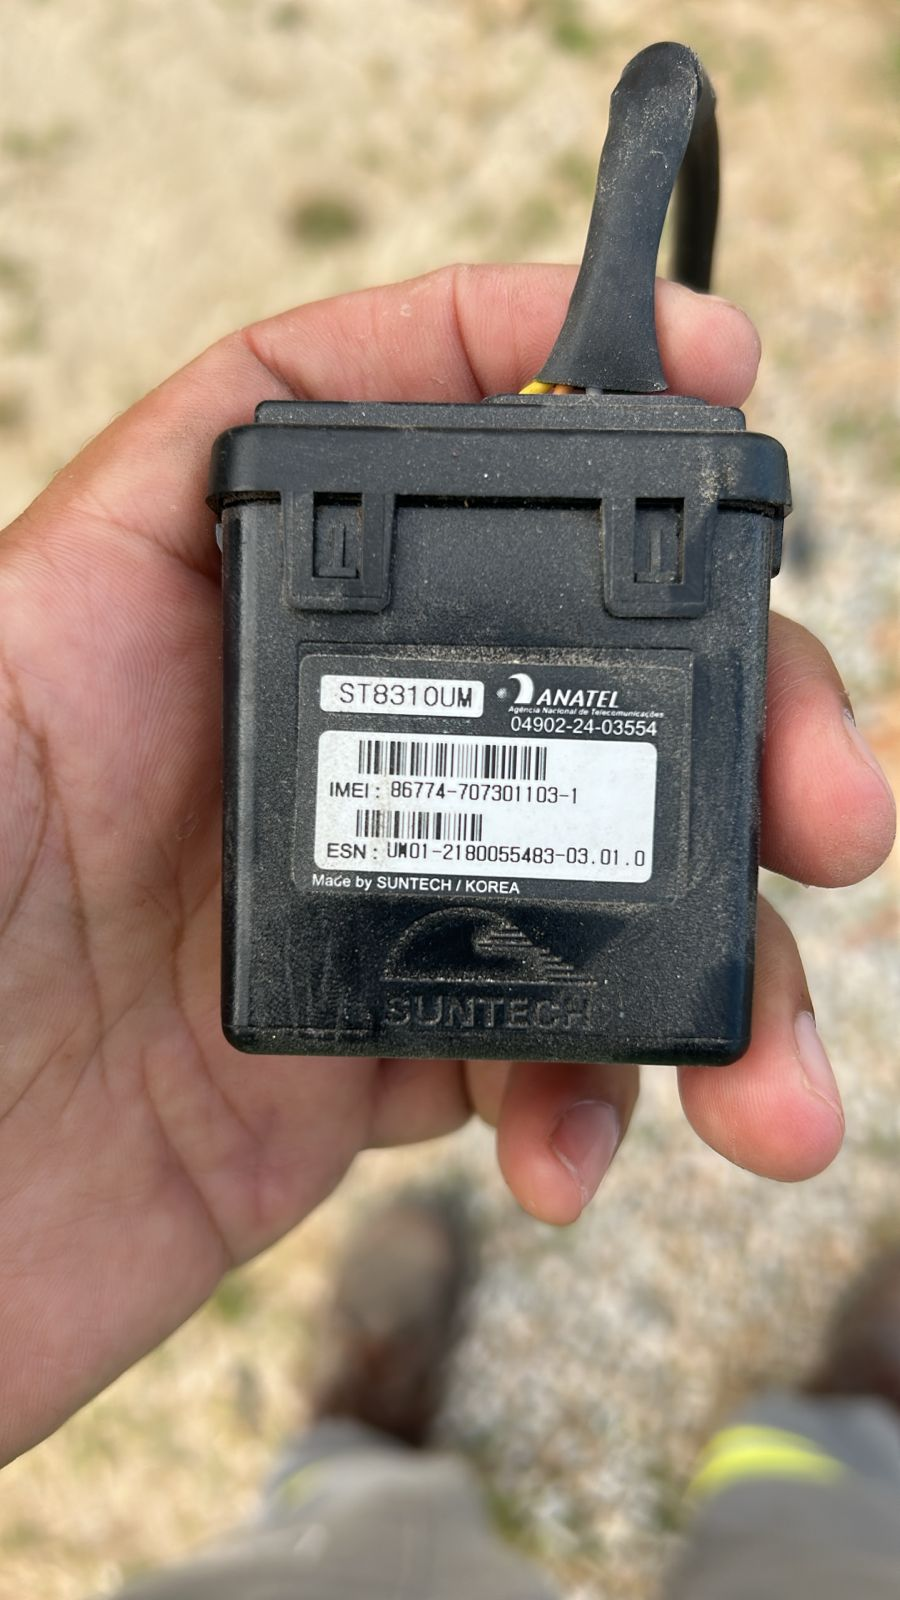 ST8310UM
ANATEL
Agência Nacional de Telecomunicações
04902-24-03554
IMEI : 86774-707301103-1
ESN : UM01-2180055483-03.01.0
Made by SUNTECH / KOREA
SUNTECH